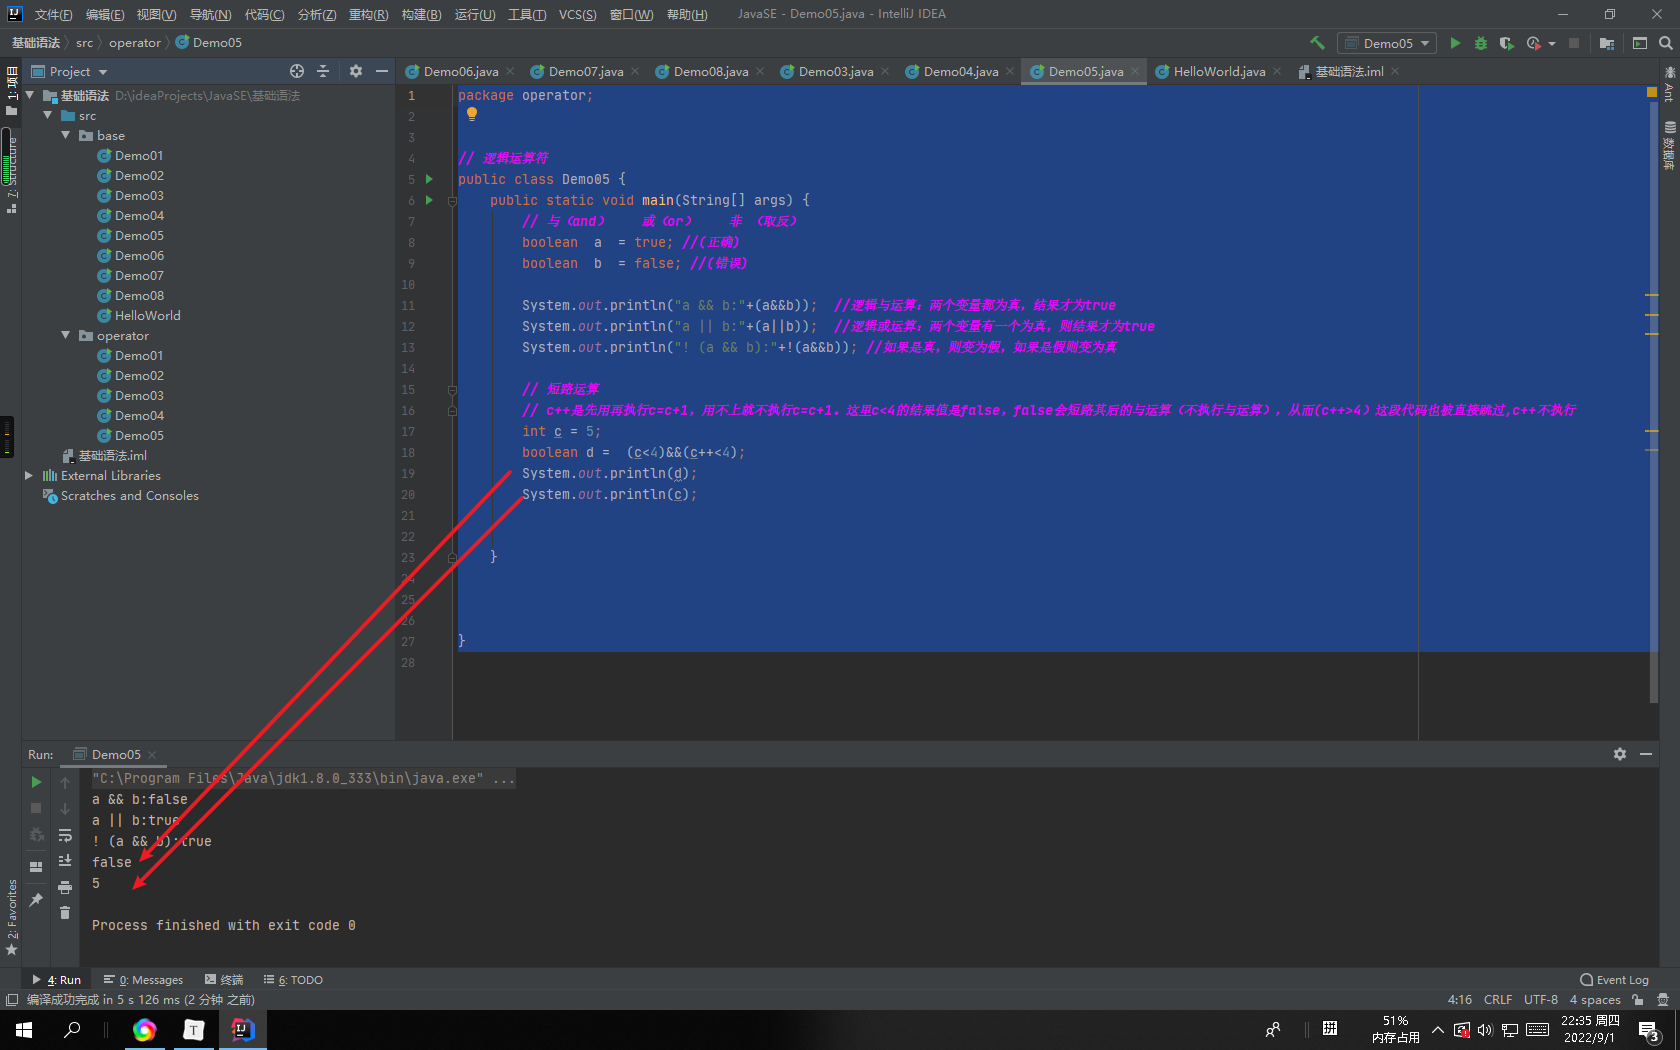 文件(F) 编辑(E) 视图(V) 导航(N) 代码(C) 分析(Z) 重构(R) 构建(B) 运行(U) 工具(T) VCS(S) 窗口(W) 帮助(H) JavaSE - Demo05.java - IntelliJ IDEA
基础语法 src operator Demo05 Demo05
1: 项目
Project
Demo06.java Demo07.java Demo08.java Demo03.java Demo04.java Demo05.java HelloWorld.java 基础语法.iml
Ant
数据库
7: Structure
2: Favorites
基础语法 D:\ideaProjects\JavaSE\基础语法
src
base
Demo01
Demo02
Demo03
Demo04
Demo05
Demo06
Demo07
Demo08
HelloWorld
operator
Demo01
Demo02
Demo03
Demo04
Demo05
基础语法.iml
External Libraries
Scratches and Consoles
1 package operator;
2
3
4 // 逻辑运算符
5 public class Demo05 {
6 public static void main(String[] args) {
7 // 与（and） 或（or） 非 （取反）
8 boolean a = true; //(正确)
9 boolean b = false; //(错误)
10
11 System.out.println("a && b:"+(a&&b)); //逻辑与运算：两个变量都为真，结果才为true
12 System.out.println("a || b:"+(a||b)); //逻辑或运算：两个变量有一个为真，则结果才为true
13 System.out.println("! (a && b):"+!(a&&b)); //如果是真，则变为假，如果是假则变为真
14
15 // 短路运算
16 // c++是先用再执行c=c+1，用不上就不执行c=c+1．这里c<4的结果值是false，false会短路其后的与运算（不执行与运算），从而(c++>4）这段代码也被直接跳过,c++不执行
17 int c = 5;
18 boolean d = (c<4)&&(c++<4);
19 System.out.println(d);
20 System.out.println(c);
21
22
23 }
24
25
26
27 }
28
Run: Demo05
"C:\Program Files\Java\jdk1.8.0_333\bin\java.exe" ...
a && b:false
a || b:true
! (a && b):true
false
5
Process finished with exit code 0
4: Run 0: Messages 终端 6: TODO Event Log
编译成功完成 in 5 s 126 ms (2 分钟 之前) 4:16 CRLF UTF-8 4 spaces
T
51%
内存占用
22:35 周四
2022/9/1
3